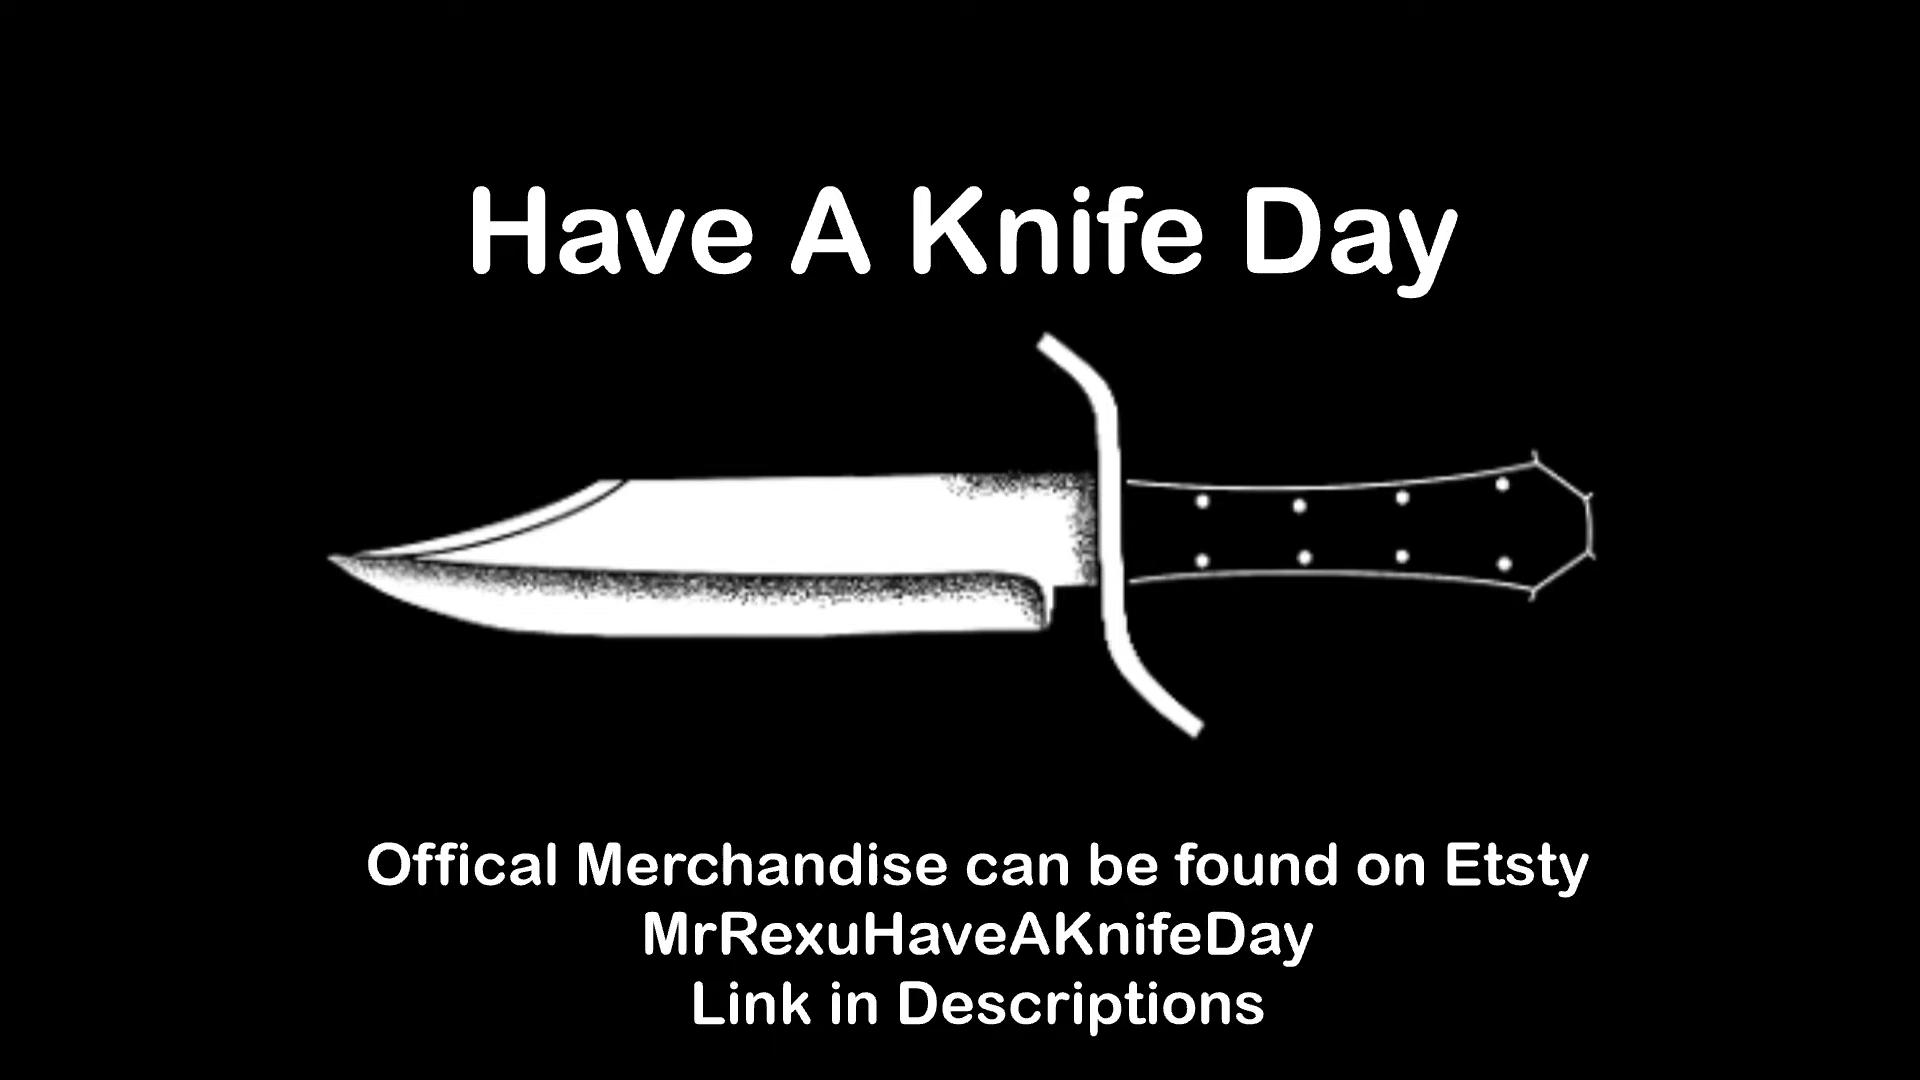 Have A Knife Day
Offical Merchandise can be found on Etsty
MrRexuHaveAKnifeDay
Link in Descriptions